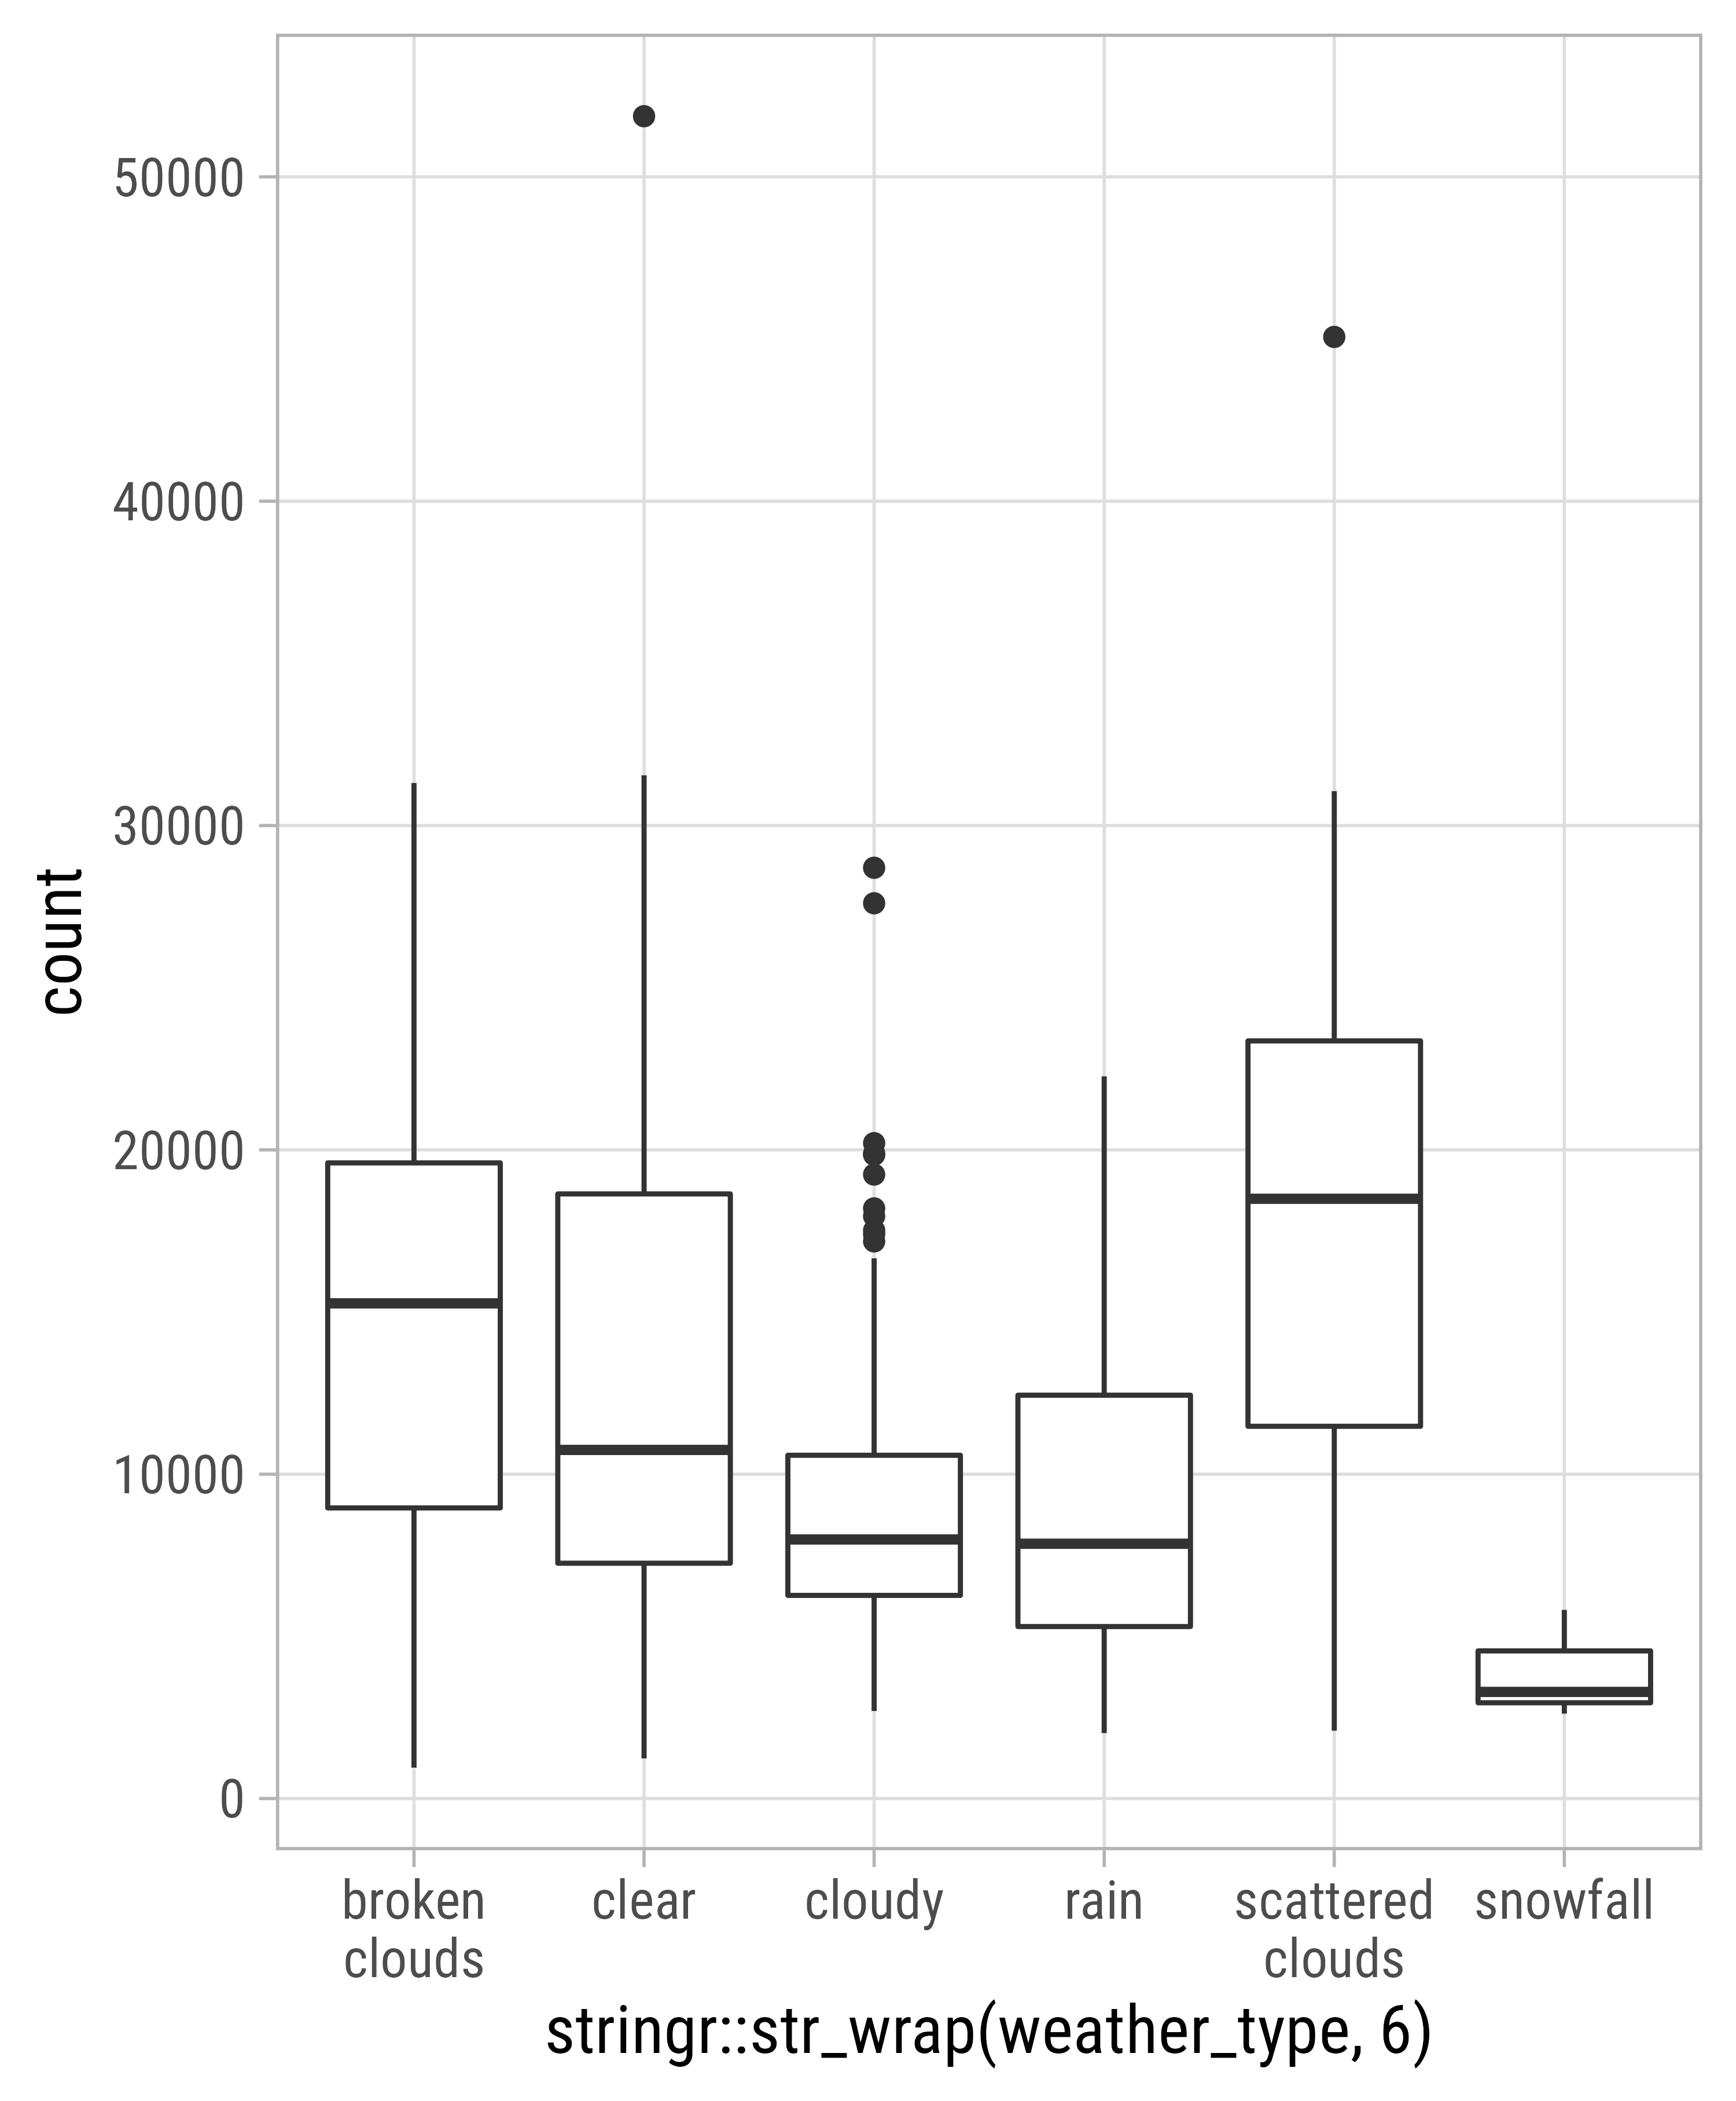 50000
40000
30000
20000
10000
0
count
broken
clouds
clear
cloudy
rain
scattered
clouds
snowfall
stringr::str_wrap(weather_type, 6)